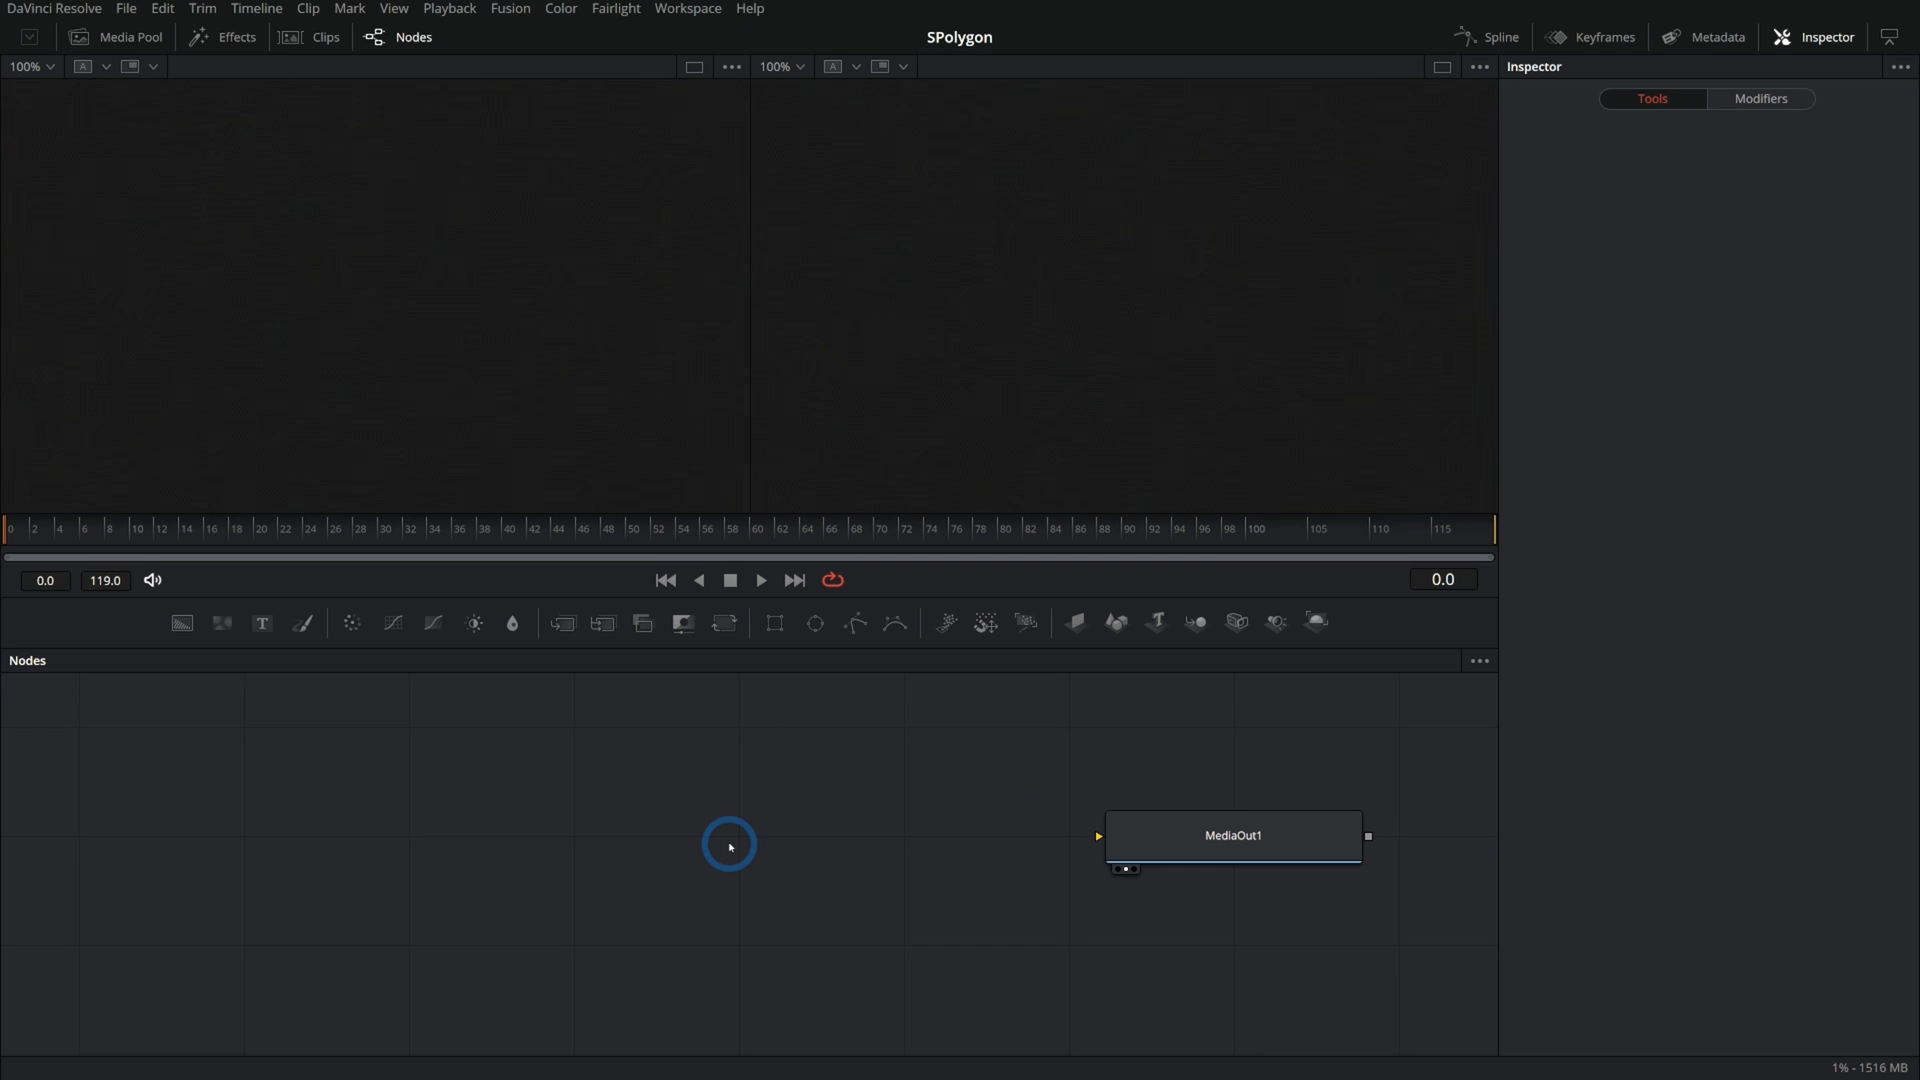 DaVinci Resolve File Edit Trim Timeline Clip Mark View Playback Fusion Color Fairlight Workspace Help
Media Pool Effects Clips Nodes SPolygon Spline Keyframes Metadata Inspector
100% A 100% A Inspector
Tools Modifiers
0 2 4 6 8 10 12 14 16 18 20 22 24 26 28 30 32 34 36 38 40 42 44 46 48 50 52 54 56 58 60 62 64 66 68 70 72 74 76 78 80 82 84 86 88 90 92 94 96 98 100 105 110 115
0.0 119.0 0.0
T
Nodes
MediaOut1
1% - 1516 MB